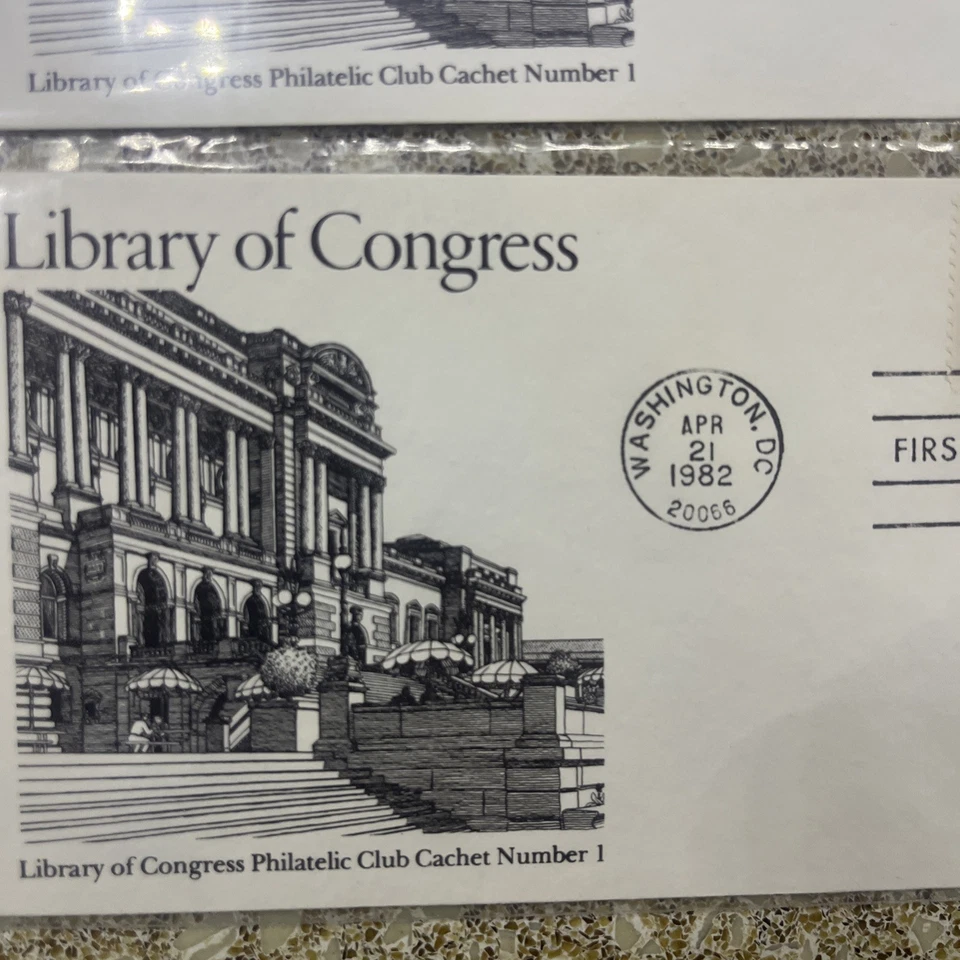 Library of Congress Philatelic Club Cachet Number 1
Library of Congress
WASHINGTON, DC
APR
21
1982
20066
FIRS
Library of Congress Philatelic Club Cachet Number 1